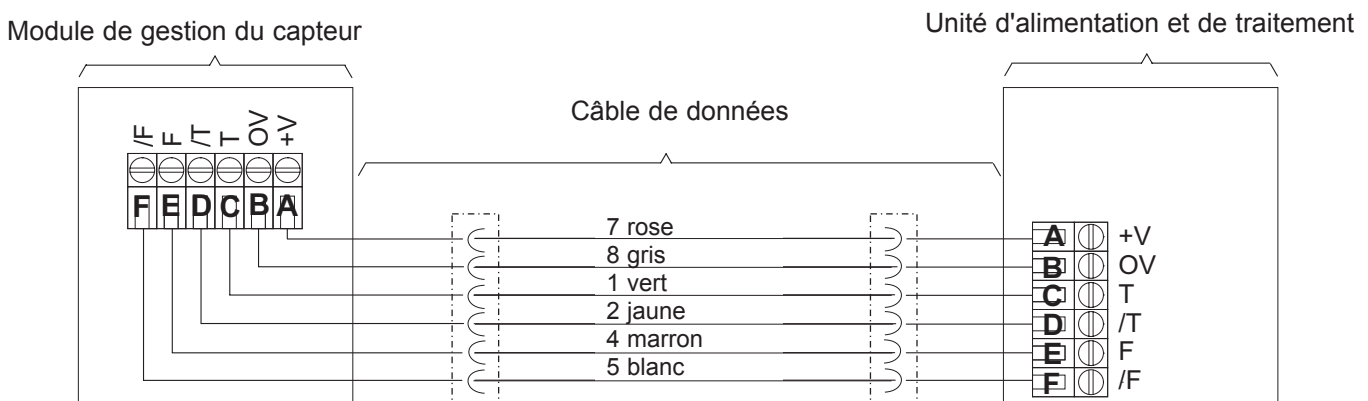 Module de gestion du capteur
Unité d'alimentation et de traitement
Câble de données
/F F /T T OV +V
F E D C B A
7 rose
8 gris
1 vert
2 jaune
4 marron
5 blanc
A +V
B OV
C T
D /T
E F
F /F